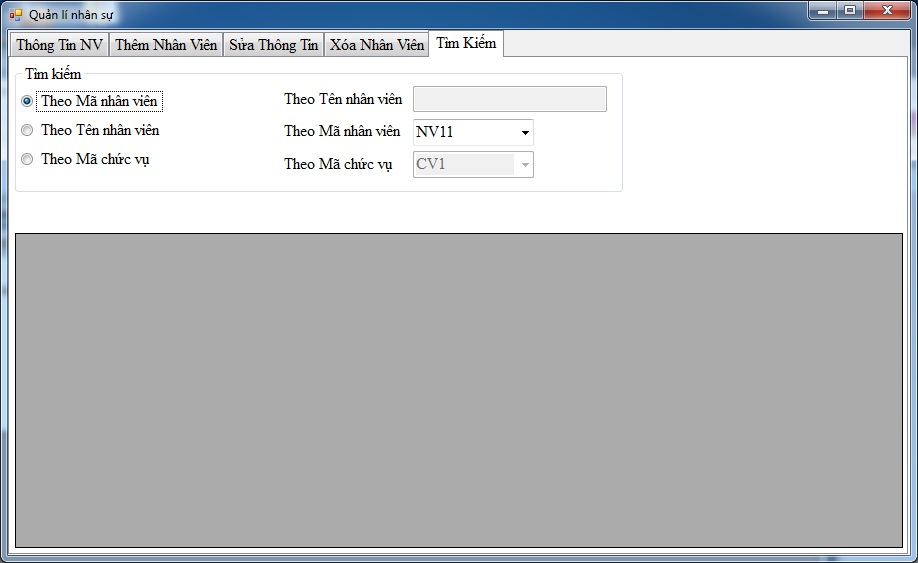 Quản lí nhân sự
Thông Tin NV Thêm Nhân Viên Sửa Thông Tin Xóa Nhân Viên Tìm Kiếm
Tìm kiếm
Theo Mã nhân viên Theo Tên nhân viên
Theo Tên nhân viên Theo Mã nhân viên NV11
Theo Mã chức vụ Theo Mã chức vụ CV1